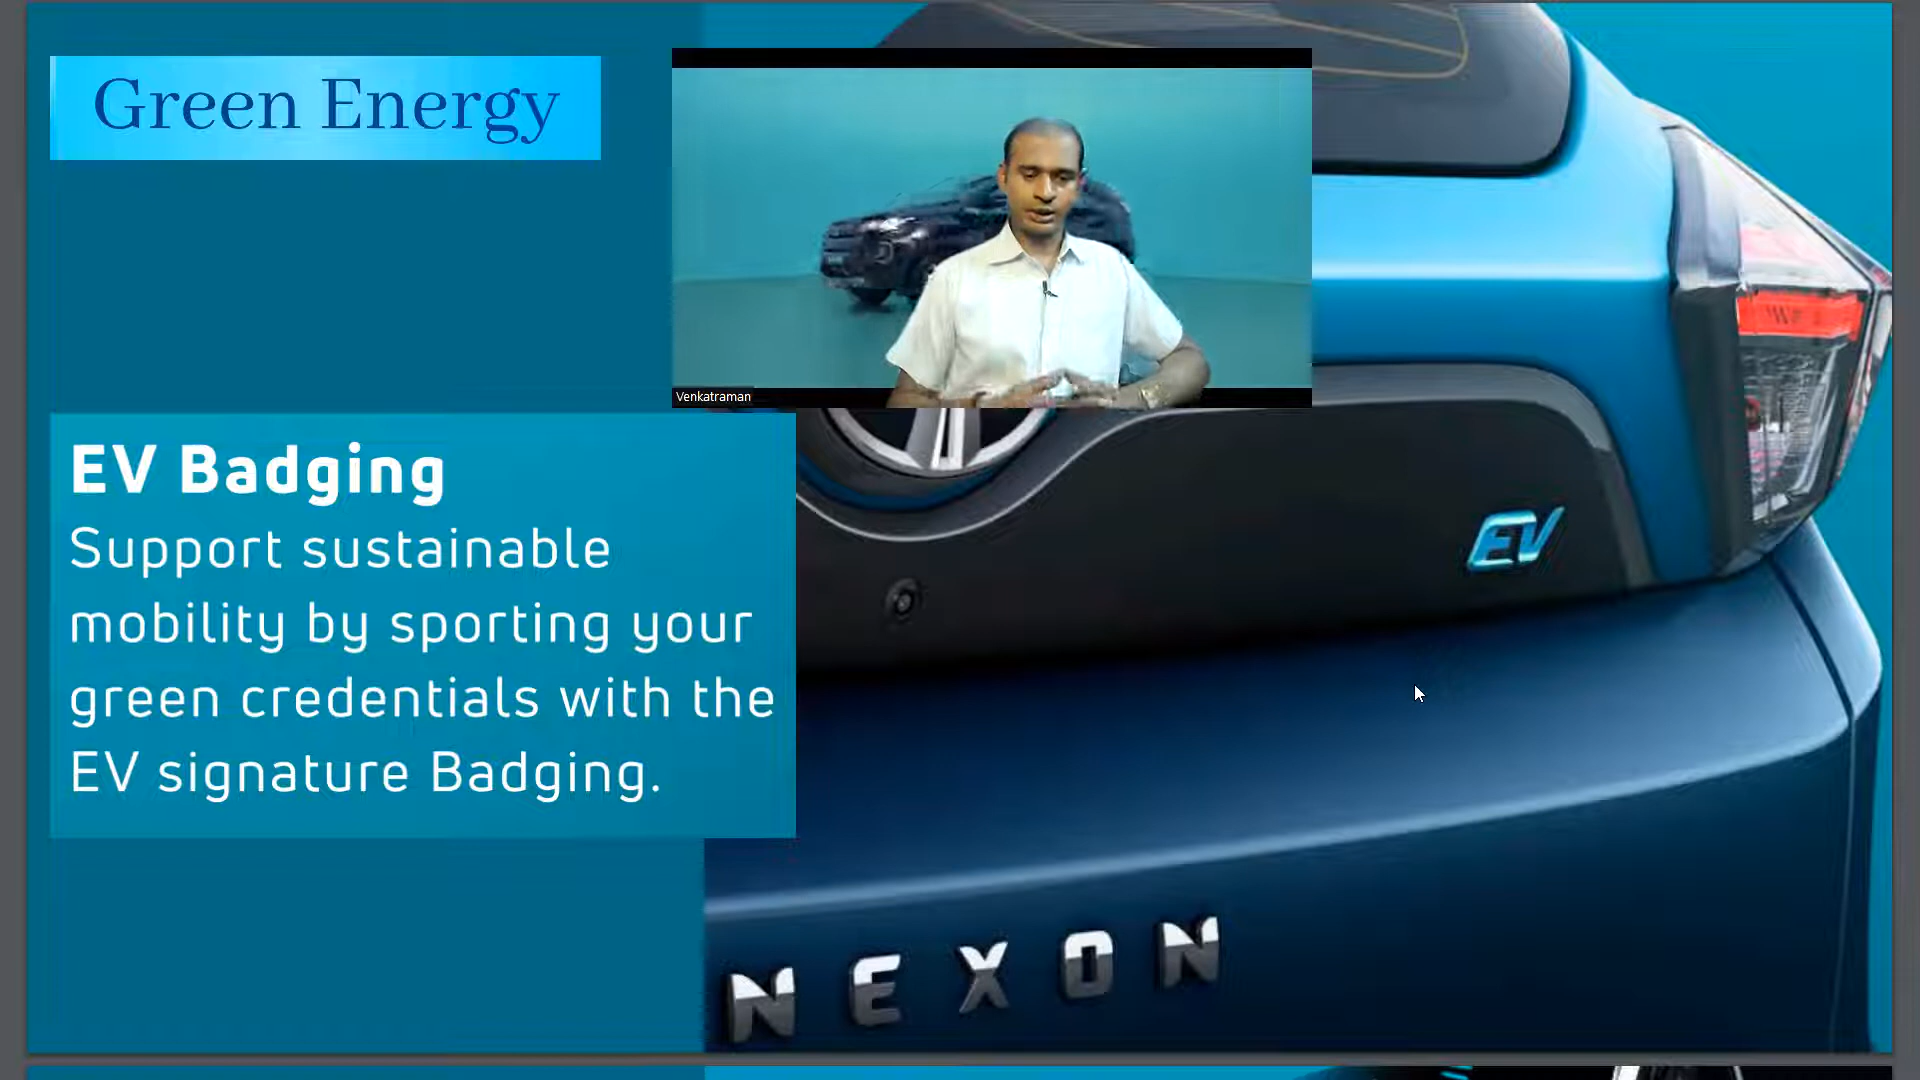 Green Energy
Venkatraman
EV Badging
Support sustainable
mobility by sporting your
green credentials with the
EV signature Badging.
EV
NEXON